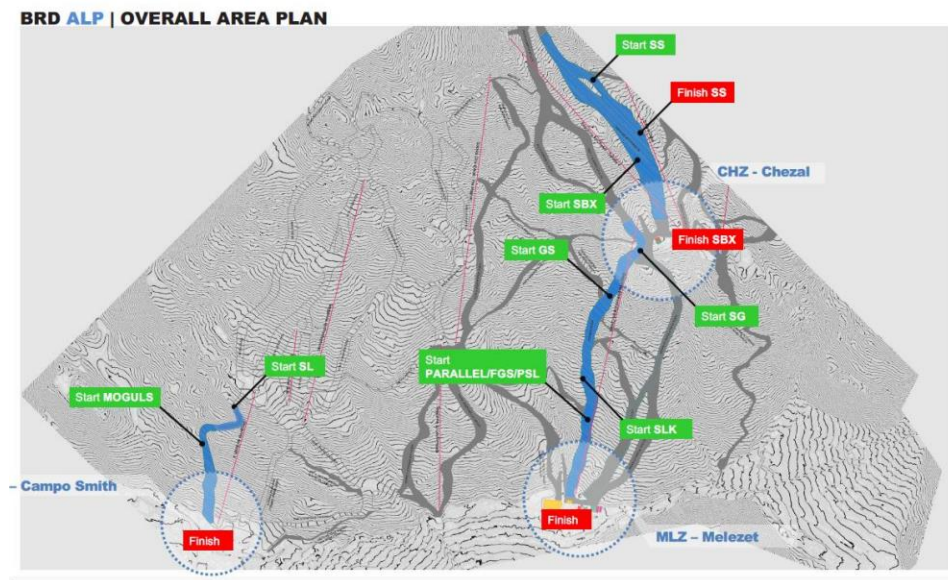 BRD ALP | OVERALL AREA PLAN
Start SS
Finish SS
CHZ - Chezal
Start SBX
Finish SBX
Start GS
Start SG
Start
PARALLEL/FGS/PSL
Start SL
Start MOGULS
Start SLK
– Campo Smith
Finish
Finish
MLZ – Melezet